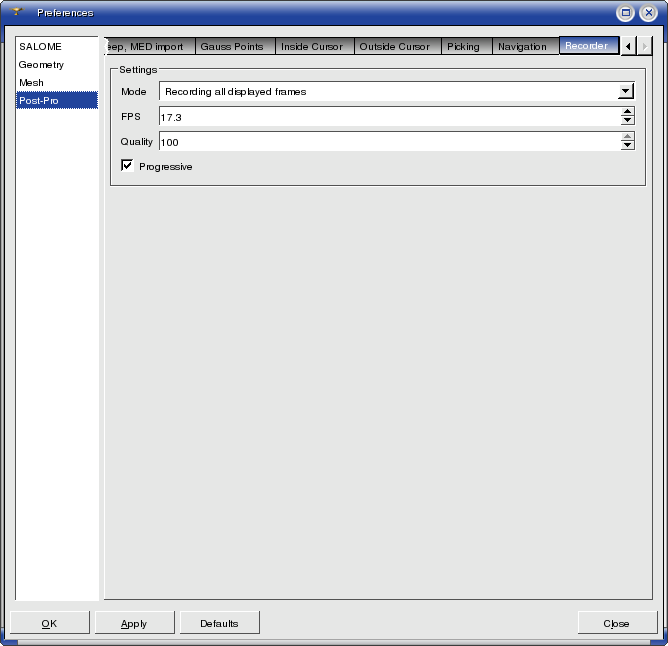 Preferences
SALOME
Geometry
Mesh
Post-Pro
eep, MED import Gauss Points Inside Cursor Outside Cursor Picking Navigation Recorder
Settings
Mode Recording all displayed frames
FPS 17.3
Quality 100
Progressive
OK Apply Defaults Close